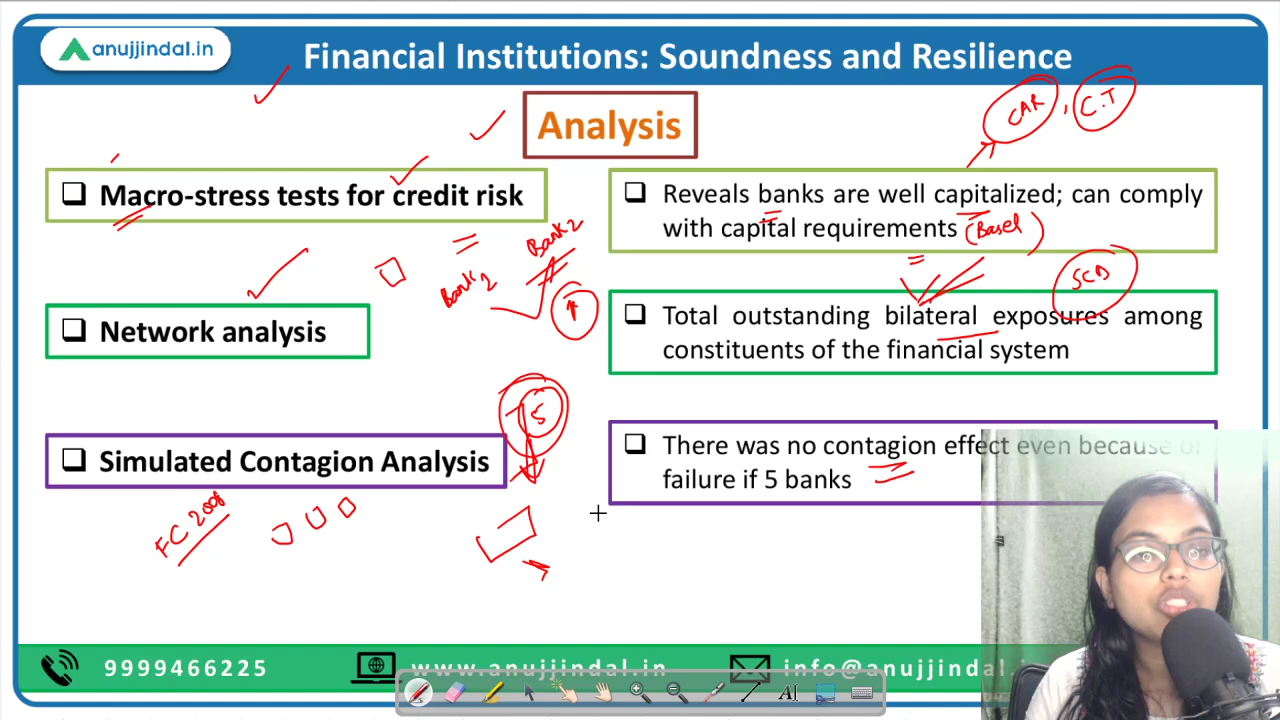 anujjindal.in
Financial Institutions: Soundness and Resilience
CAR, C.T
Analysis
Macro-stress tests for credit risk
Reveals banks are well capitalized; can comply
with capital requirements (Basel)
Bank 2
Bank 2
SCB
Network analysis
Total outstanding bilateral exposures among
constituents of the financial system
5
Simulated Contagion Analysis
There was no contagion effect even because of
failure if 5 banks
FC 2008
9999466225
www.anujjindal.in
info@anujjindal.i
AI